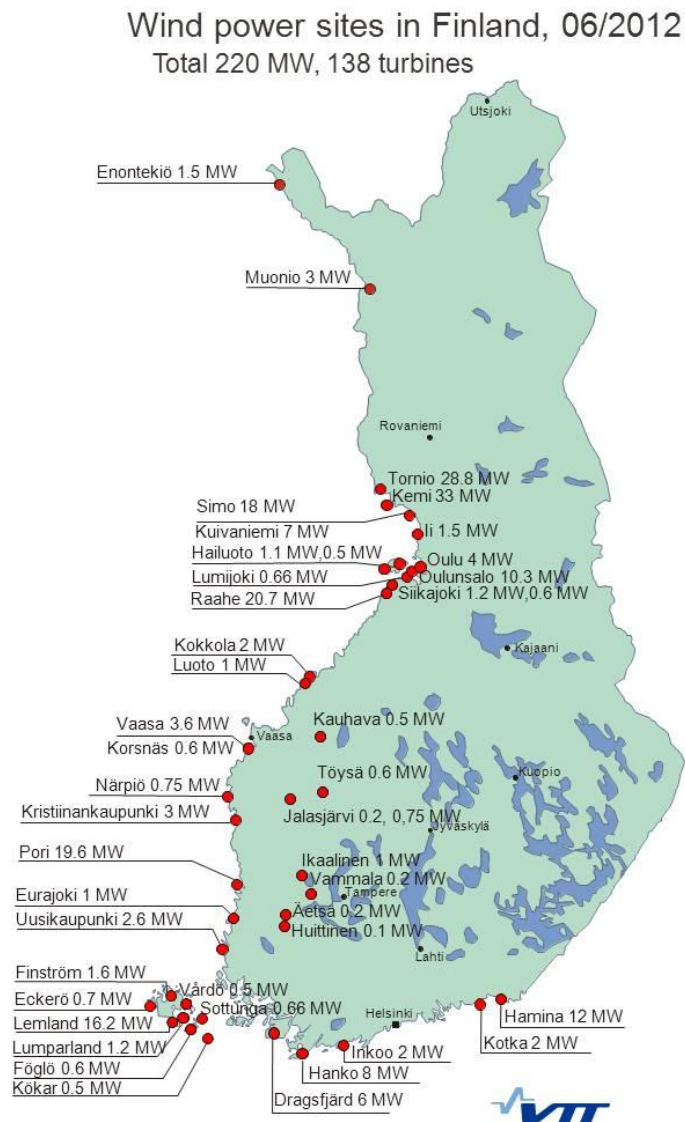 Wind power sites in Finland, 06/2012
Total 220 MW, 138 turbines
Utsjoki
Enontekiö 1.5 MW
Muonio 3 MW
Rovaniemi
Tornio 28.8 MW
Kemi 33 MW
Simo 18 MW
Kuivaniemi 7 MW
Ii 1.5 MW
Hailuoto 1.1 MW,0.5 MW
Oulu 4 MW
Lumijoki 0.66 MW
Oulunsalo 10.3 MW
Raahe 20.7 MW
Siikajoki 1.2 MW,0.6 MW
Kokkola 2 MW
Kajaani
Luoto 1 MW
Vaasa 3.6 MW
Vaasa
Kauhava 0.5 MW
Korsnäs 0.6 MW
Töysä 0.6 MW
Kuopio
Närpiö 0.75 MW
Kristiinankaupunki 3 MW
Jalasjärvi 0.2, 0,75 MW
Jyväskylä
Pori 19.6 MW
Ikaalinen 1 MW
Vammala 0.2 MW
Tampere
Eurajoki 1 MW
Äetsä 0.2 MW
Uusikaupunki 2.6 MW
Huittinen 0.1 MW
Lahti
Finström 1.6 MW
Vårdö 0.5 MW
Eckerö 0.7 MW
Sottunga 0.66 MW
Lemland 16.2 MW
Helsinki
Hamina 12 MW
Lumparland 1.2 MW
Kotka 2 MW
Föglö 0.6 MW
Inkoo 2 MW
Kökar 0.5 MW
Hanko 8 MW
Dragsfjärd 6 MW
VTT